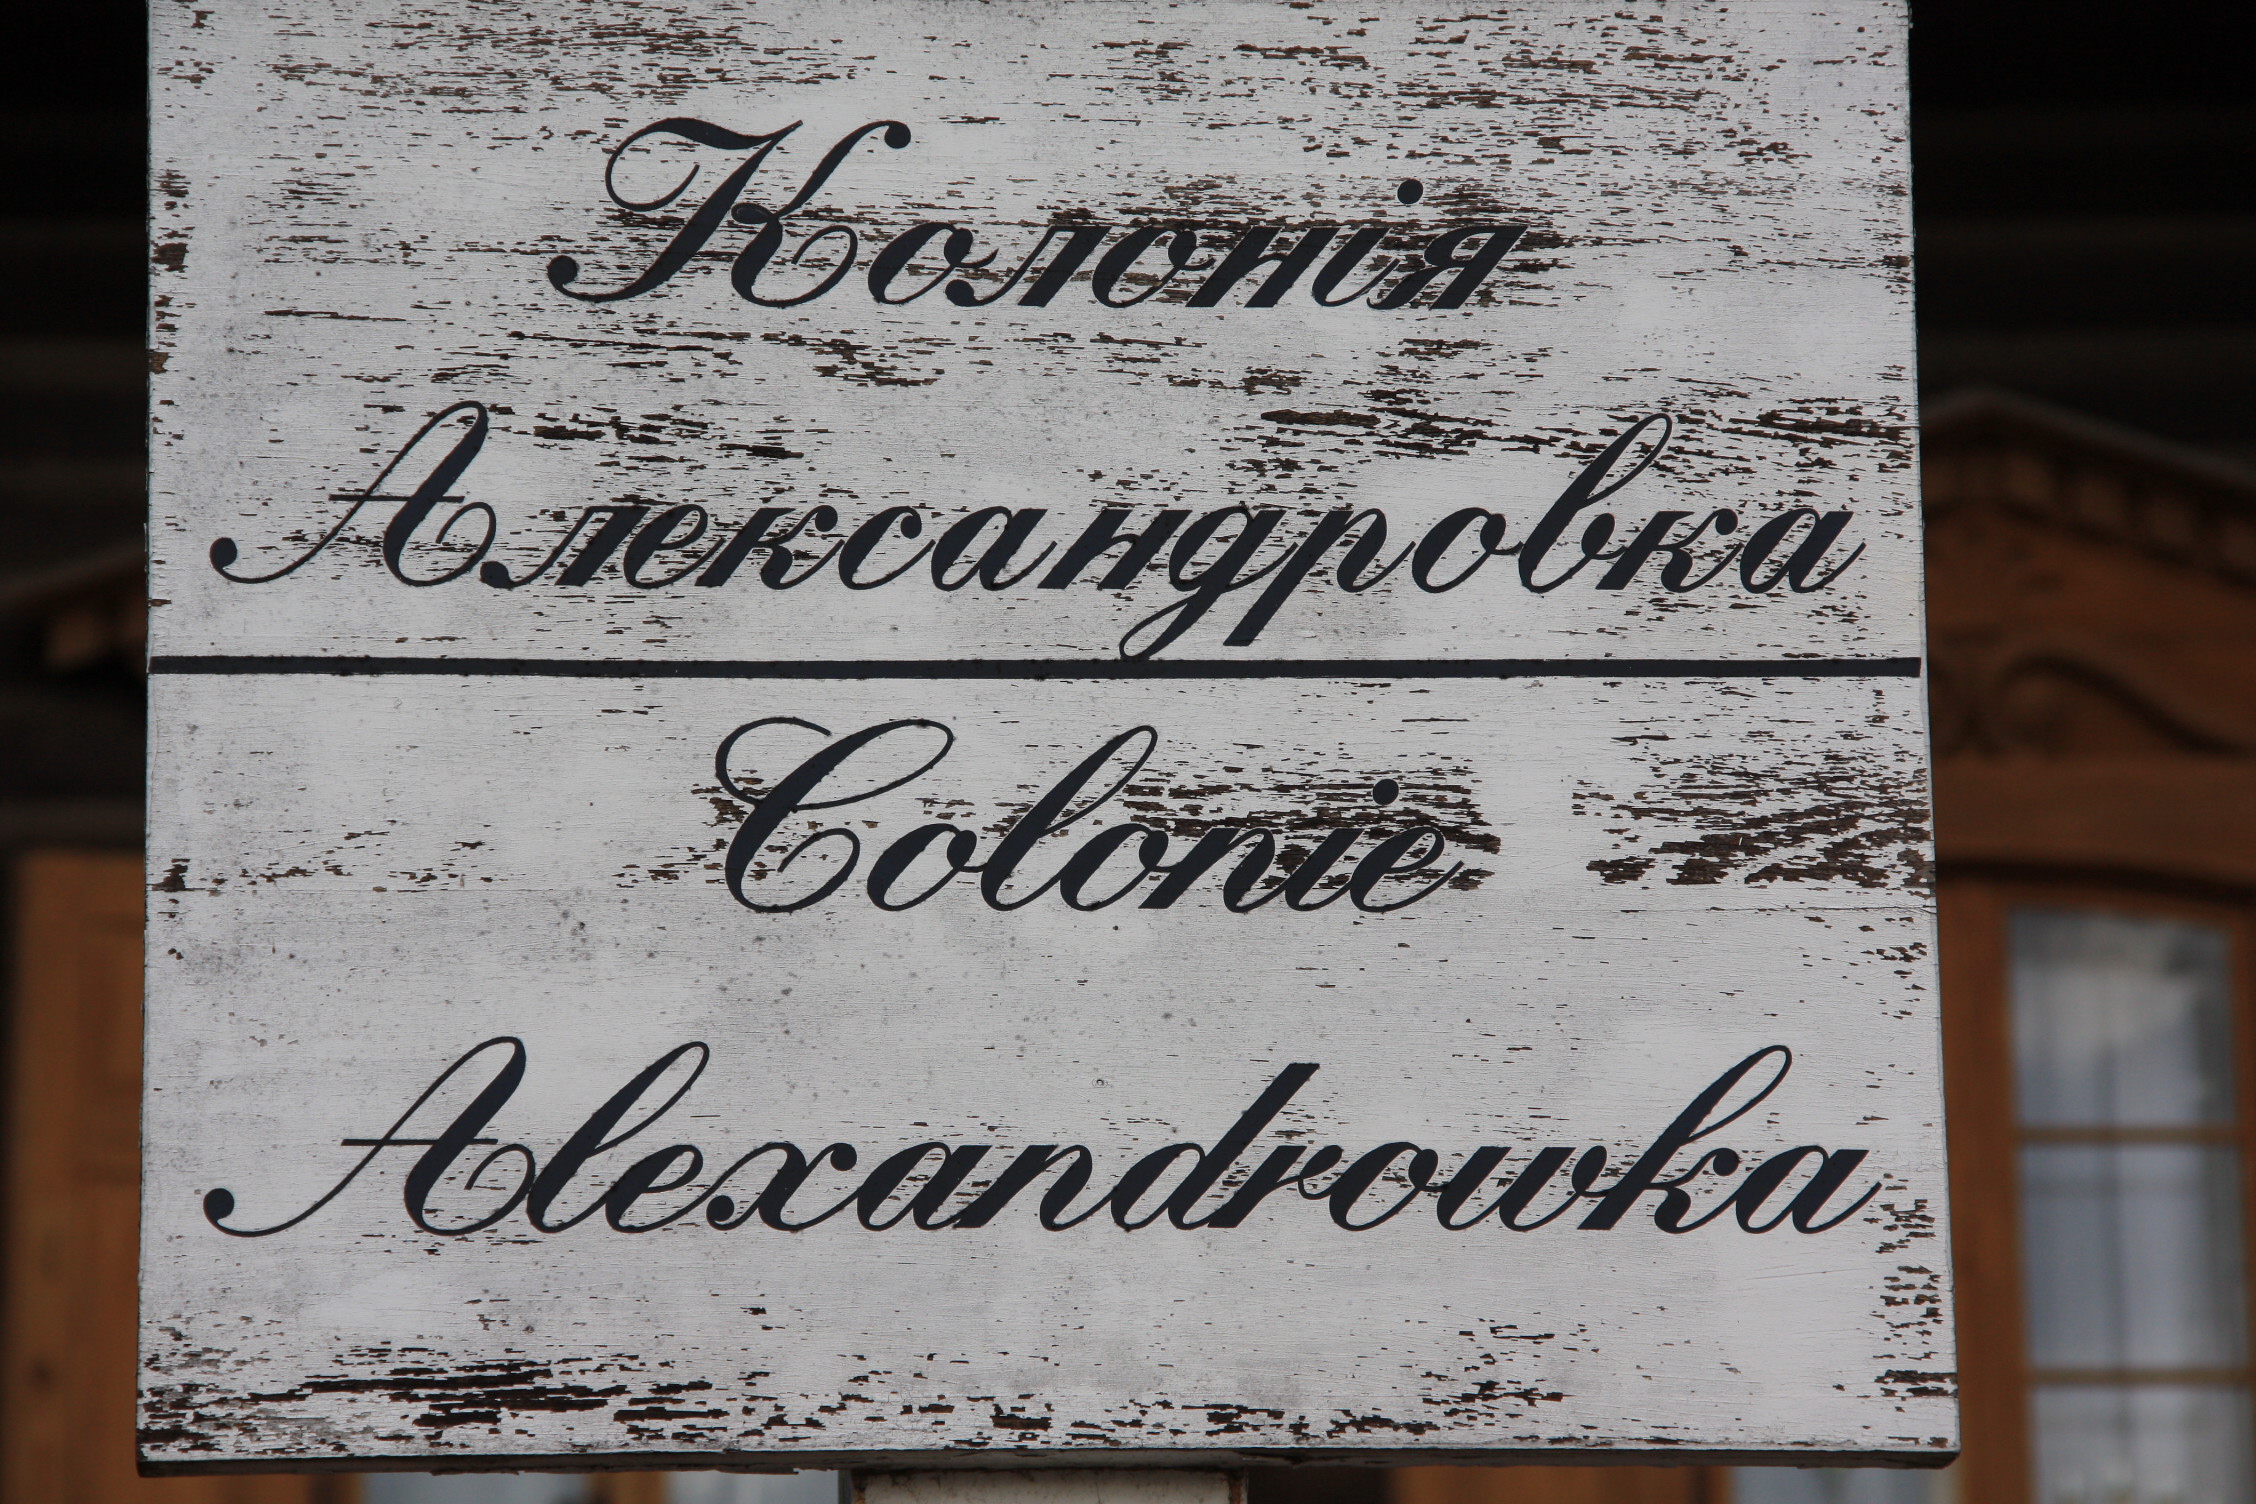 Колонія
Александровка
Colonie
Alexandrowka